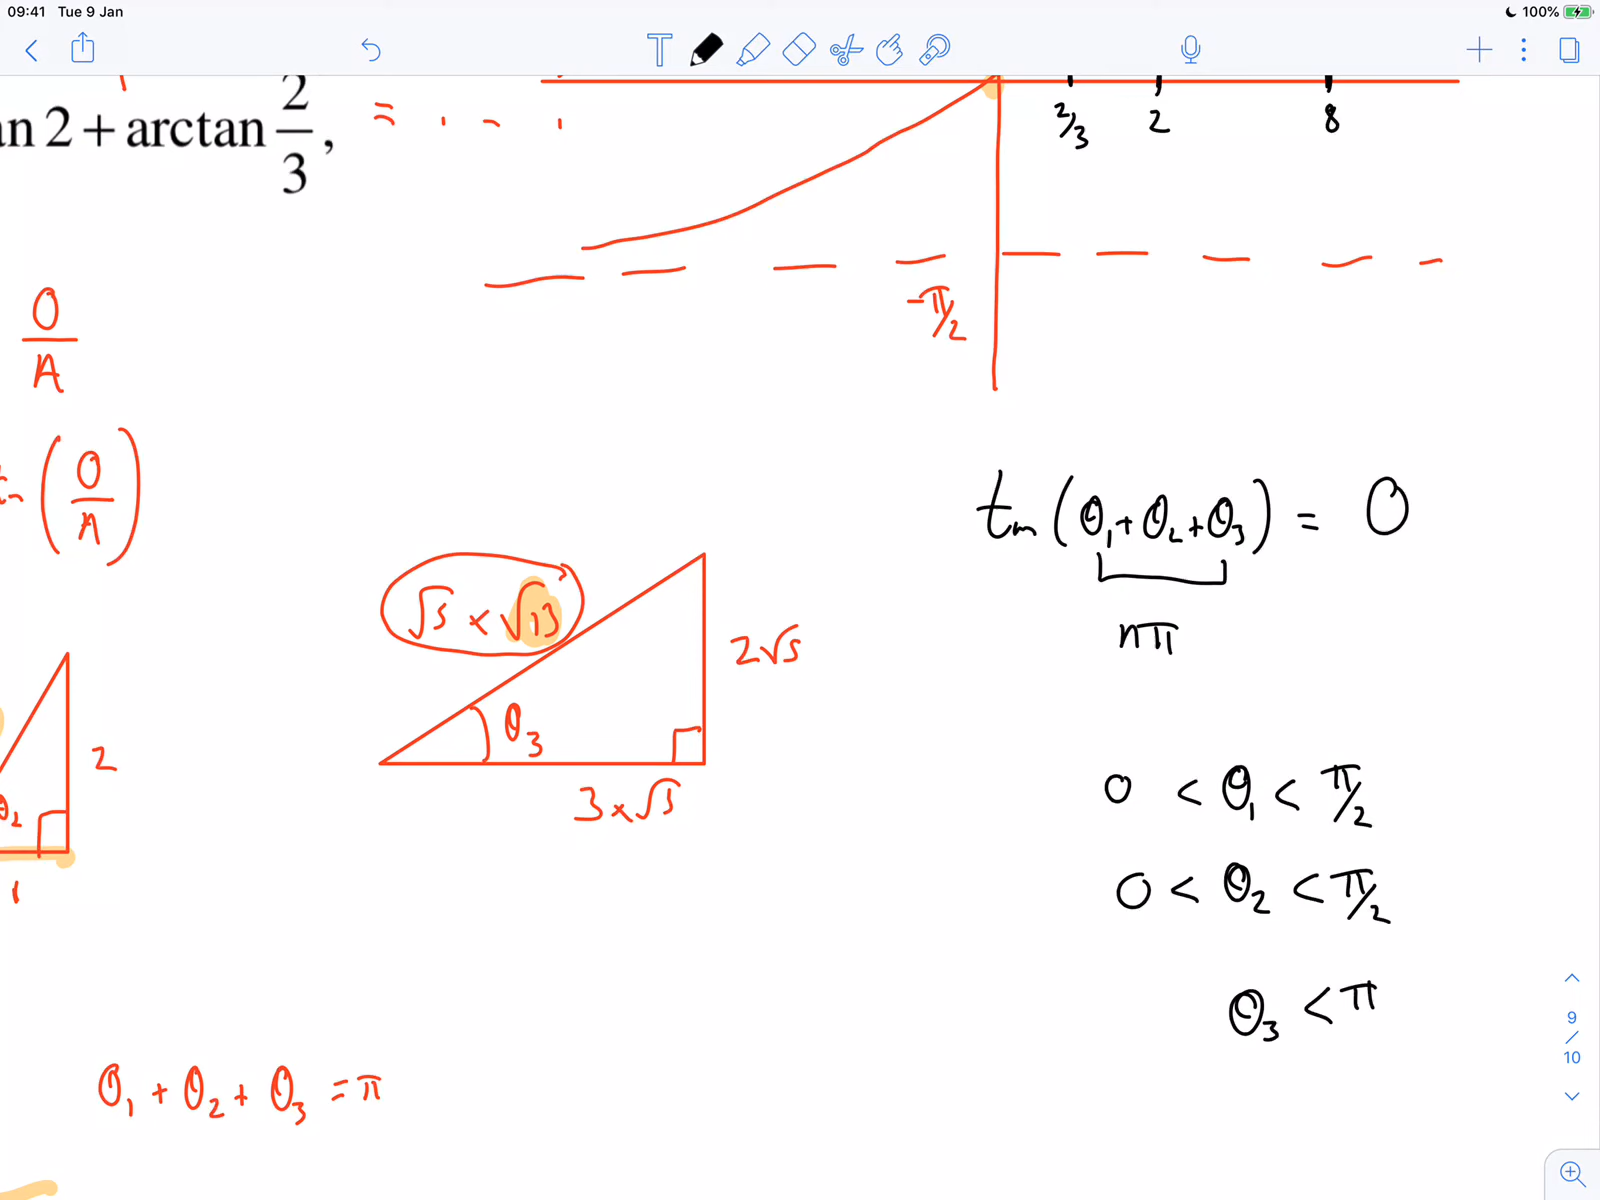 09:41 Tue 9 Jan
100%
n 2 + arctan 2/3, = . . .
2/3 2 8
-π/2
O/A
(O/A)
tan(θ₁+θ₂+θ₃) = 0
nπ
√5 × √13
2√5
θ₃
3×√5
2
θ₂
1
0 < θ₁ < π/2
0 < θ₂ < π/2
θ₃ < π
θ₁ + θ₂ + θ₃ = π
9
/
10